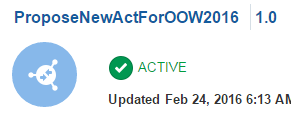 ProposeNewActForOOW2016 1.0
ACTIVE
Updated Feb 24, 2016 6:13 AM